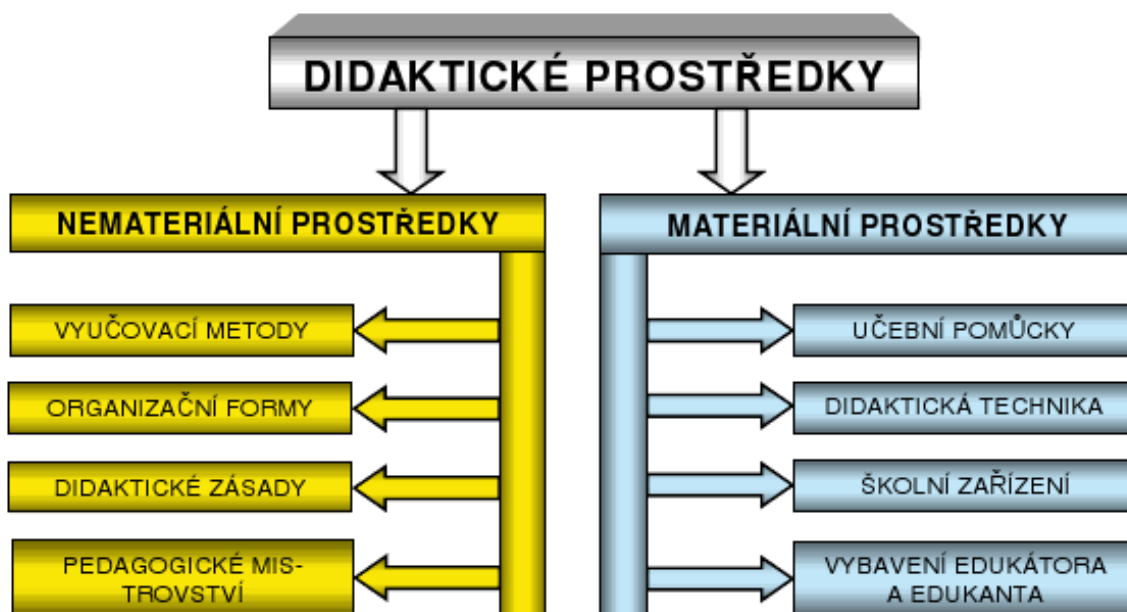 DIDAKTICKÉ PROSTŘEDKY
NEMATERIÁLNÍ PROSTŘEDKY
VYUČOVACÍ METODY
ORGANIZAČNÍ FORMY
DIDAKTICKÉ ZÁSADY
PEDAGOGICKÉ MIS-
TROVSTVÍ
MATERIÁLNÍ PROSTŘEDKY
UČEBNÍ POMŮCKY
DIDAKTICKÁ TECHNIKA
ŠKOLNÍ ZAŘÍZENÍ
VYBAVENÍ EDUKÁTORA
A EDUKANTA